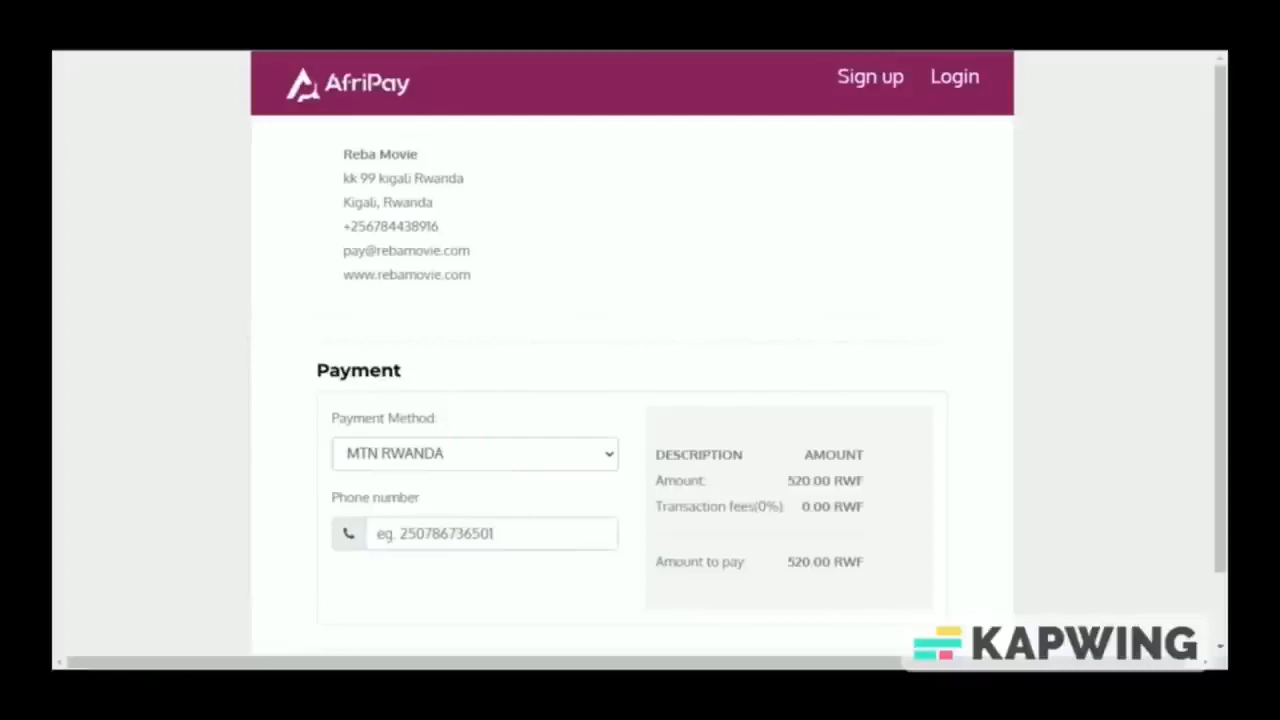 AfriPay
Sign up
Login
Reba Movie
kk 99 kigali Rwanda
Kigali, Rwanda
+256784438916
pay@rebamovie.com
www.rebamovie.com
Payment
Payment Method:
MTN RWANDA
Phone number
eg. 250786736501
DESCRIPTION AMOUNT
Amount: 520.00 RWF
Transaction fees(0%): 0.00 RWF
Amount to pay: 520.00 RWF
KAPWING